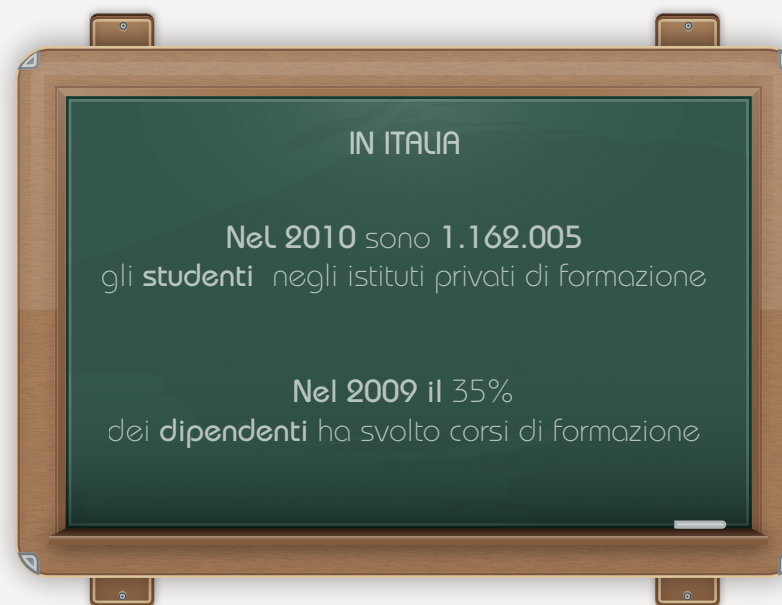 IN ITALIA
Nel 2010 sono 1.162.005
gli studenti negli istituti privati di formazione
Nel 2009 il 35%
dei dipendenti ha svolto corsi di formazione